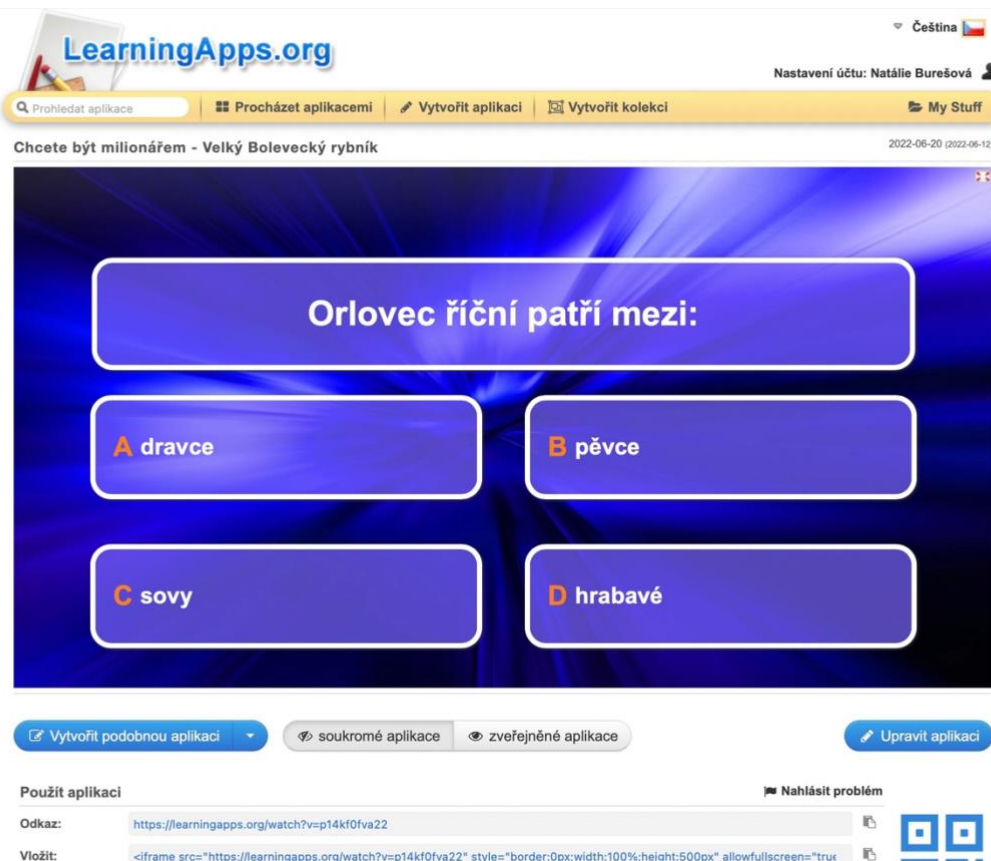 LearningApps.org
Čeština
Nastavení účtu: Natálie Burešová
Prohledat aplikace
Procházet aplikacemi
Vytvořit aplikaci
Vytvořit kolekci
My Stuff
Chcete být milionářem - Velký Bolevecký rybník
2022-06-20 (2022-06-12)
Orlovec říční patří mezi:
A dravce
B pěvce
C sovy
D hrabavé
Vytvořit podobnou aplikaci
soukromé aplikace
zveřejněné aplikace
Upravit aplikaci
Použít aplikaci
Nahlásit problém
Odkaz:
https://learningapps.org/watch?v=p14kf0fva22
Vložit:
<iframe src="https://learningapps.org/watch?v=p14kf0fva22" style="border:0px;width:100%;height:500px" allowfullscreen="true